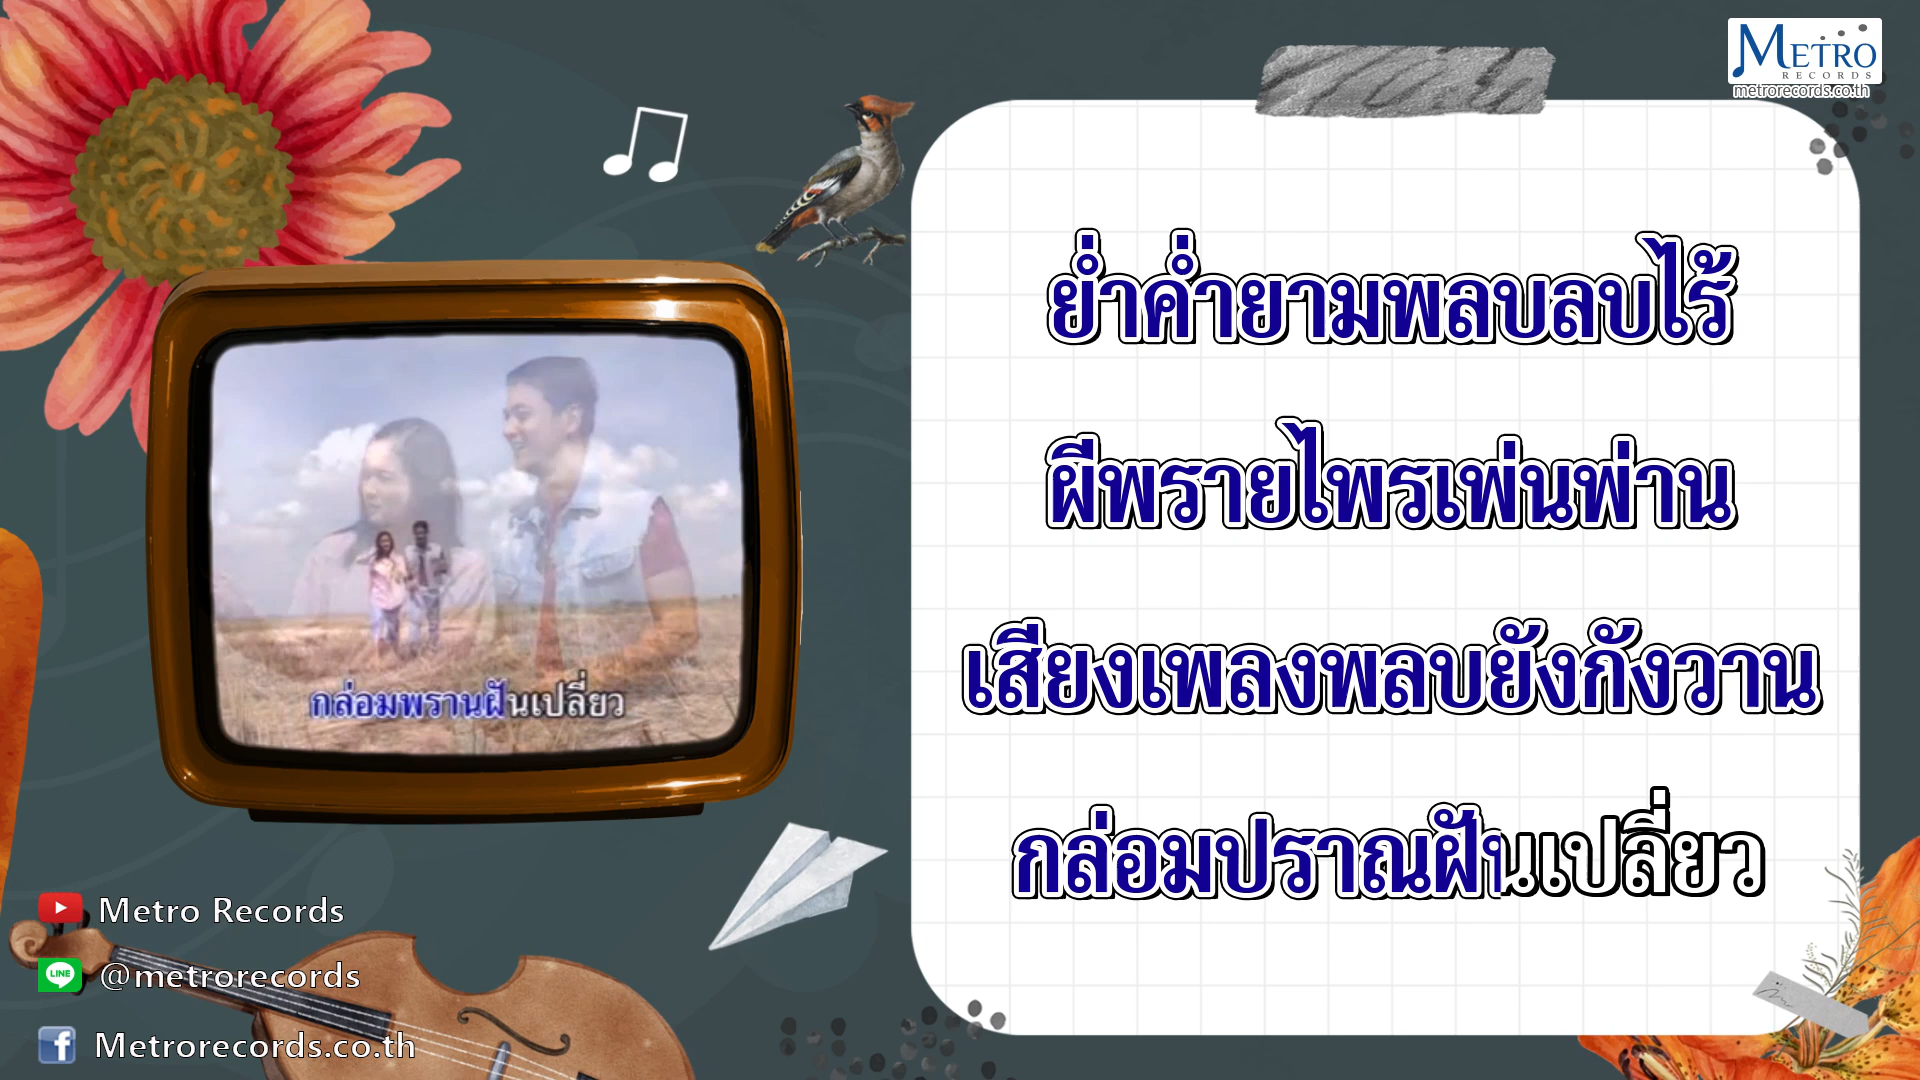 METRO
RECORDS
metrorecords.co.th
ย่ำค่ำยามพลบลบไร้
ผีพรายไพรเพ่นพ่าน
เสียงเพลงพลบยังกังวาน
กล่อมปราณฝันเปลี่ยว
กล่อมพรานฝันเปลี่ยว
Metro Records
LINE
@metrorecords
f
Metrorecords.co.th